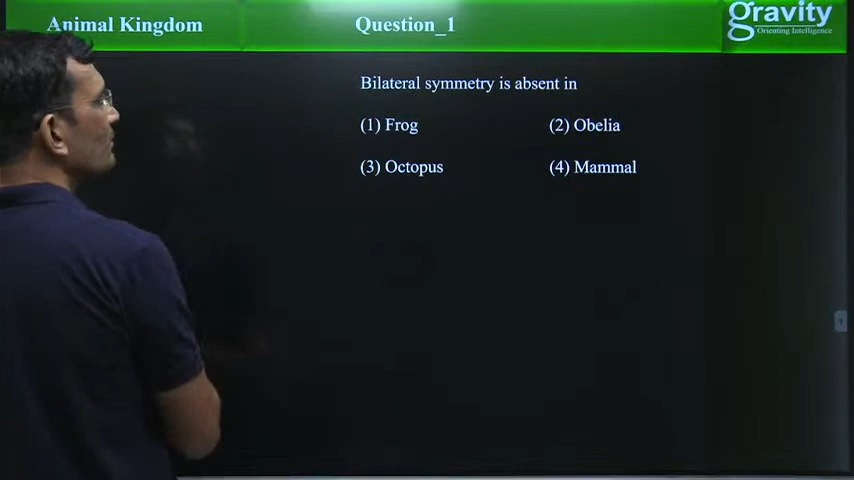 Animal Kingdom
Question_1
gravity
Orienting Intelligence
Bilateral symmetry is absent in
(1) Frog
(2) Obelia
(3) Octopus
(4) Mammal